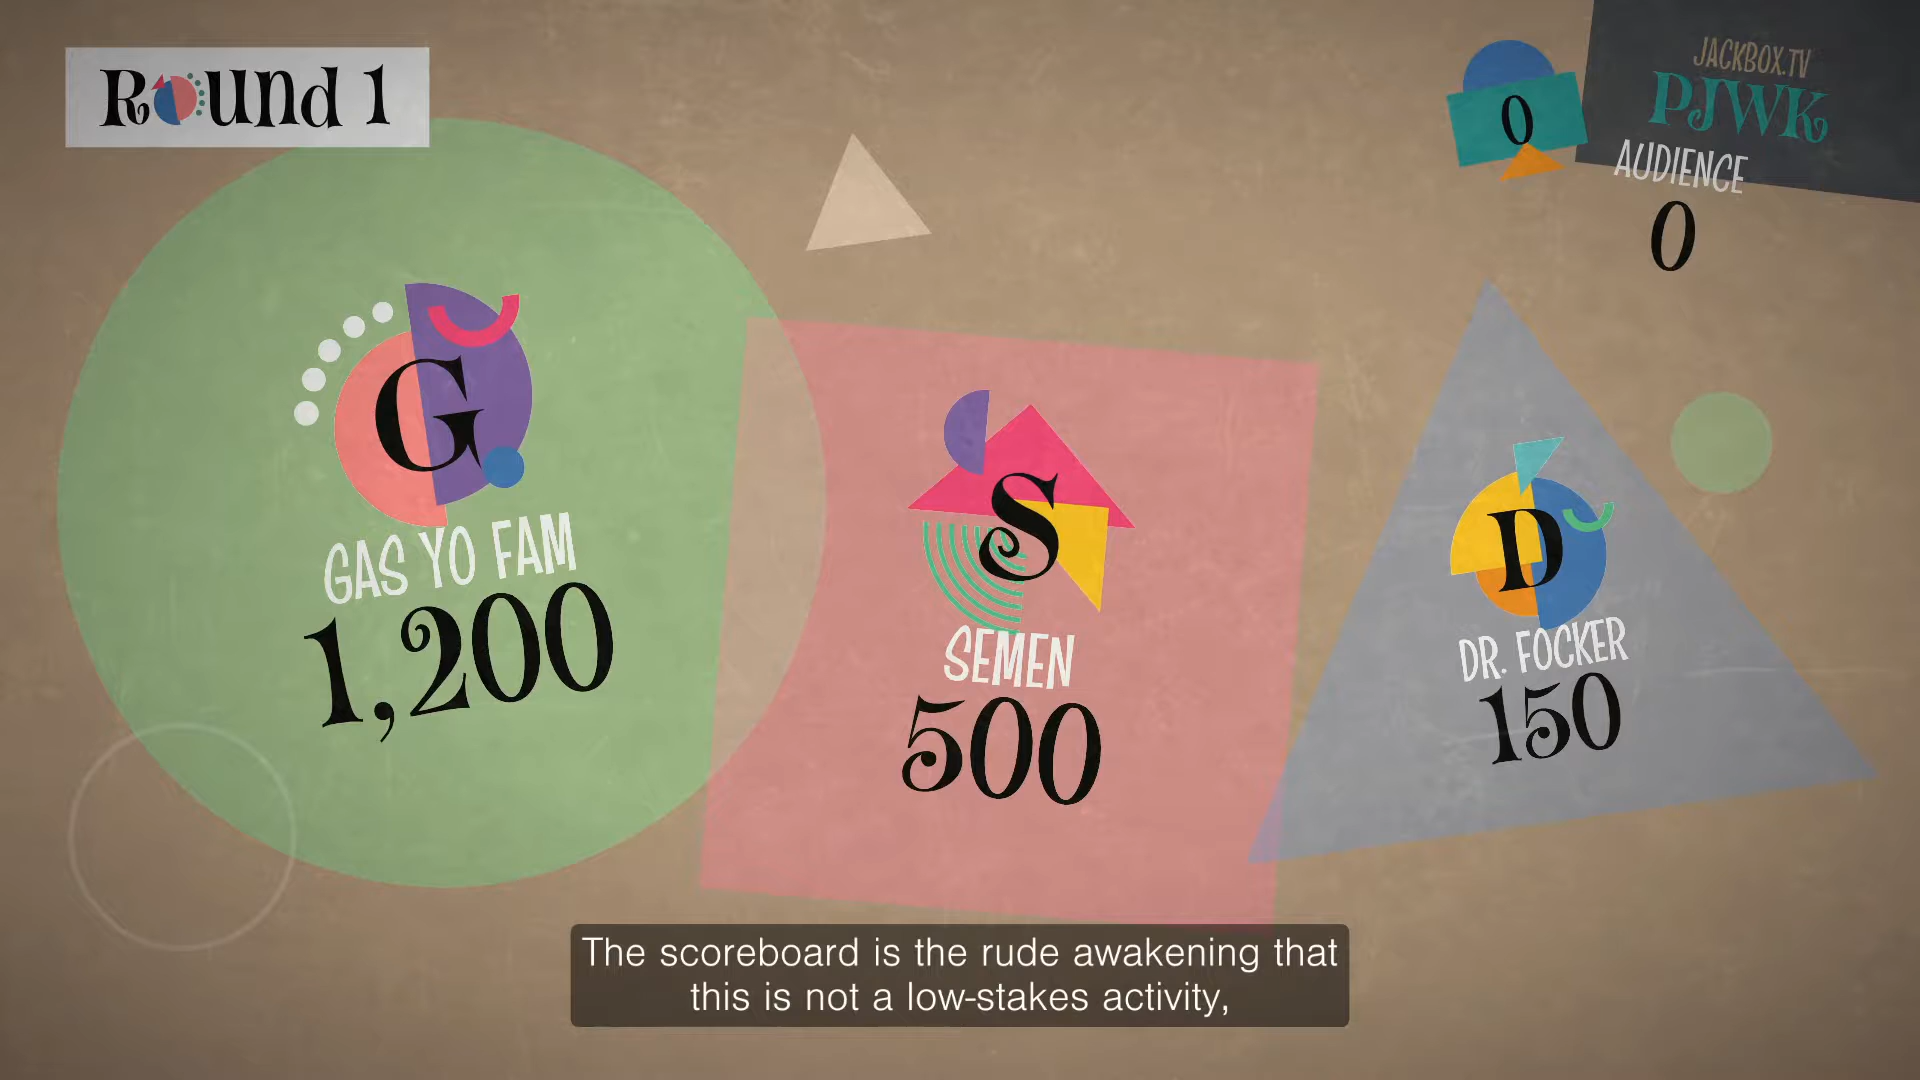 Round 1
JACKBOX.TV
PJWK
0
AUDIENCE
0
G
GAS YO FAM
1,200
S
SEMEN
500
D
DR. FOCKER
150
The scoreboard is the rude awakening that
this is not a low-stakes activity,